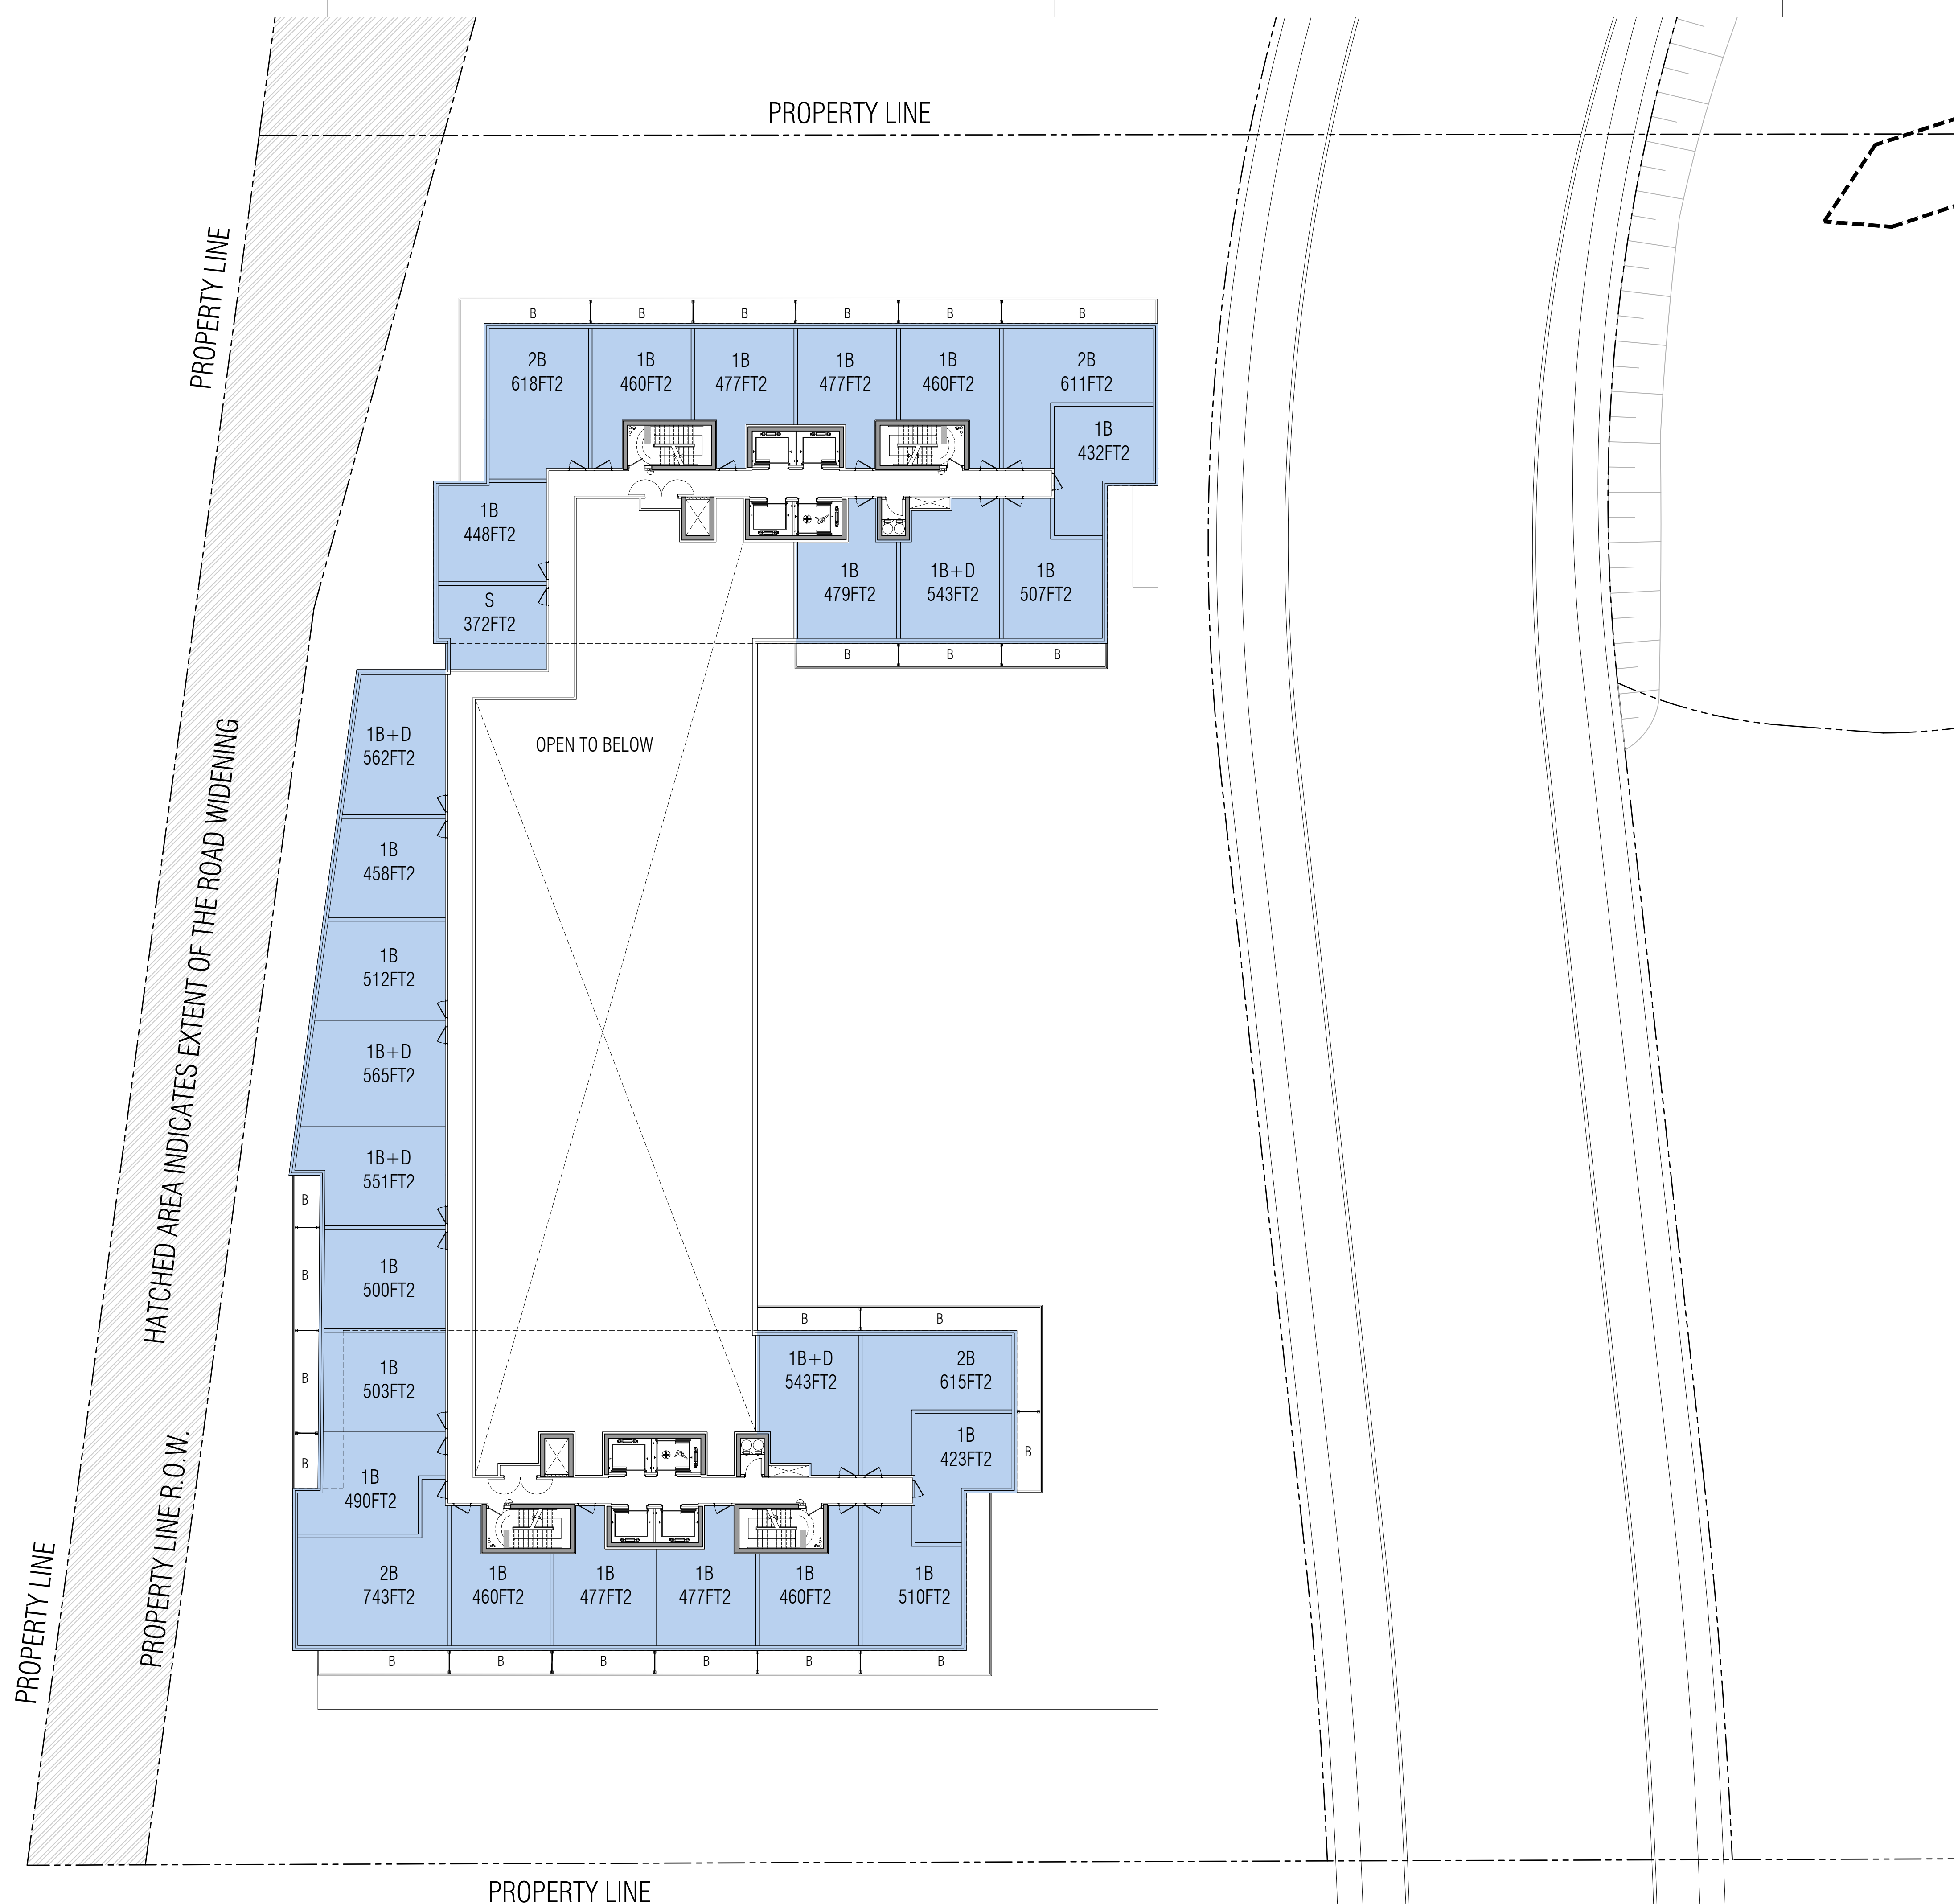 PROPERTY LINE
PROPERTY LINE
B
B
B
B
B
B
2B
618FT2
1B
460FT2
1B
477FT2
1B
477FT2
1B
460FT2
2B
611FT2
1B
432FT2
1B
448FT2
S
372FT2
1B
479FT2
1B+D
543FT2
1B
507FT2
B
B
B
OPEN TO BELOW
HATCHED AREA INDICATES EXTENT OF THE ROAD WIDENING
1B+D
562FT2
1B
458FT2
1B
512FT2
1B+D
565FT2
1B+D
551FT2
B
1B
500FT2
B
1B
503FT2
B
1B
490FT2
B
B
B
1B+D
543FT2
2B
615FT2
1B
423FT2
B
2B
743FT2
1B
460FT2
1B
477FT2
1B
477FT2
1B
460FT2
1B
510FT2
B
B
B
B
B
B
PROPERTY LINE R.O.W.
PROPERTY LINE
PROPERTY LINE